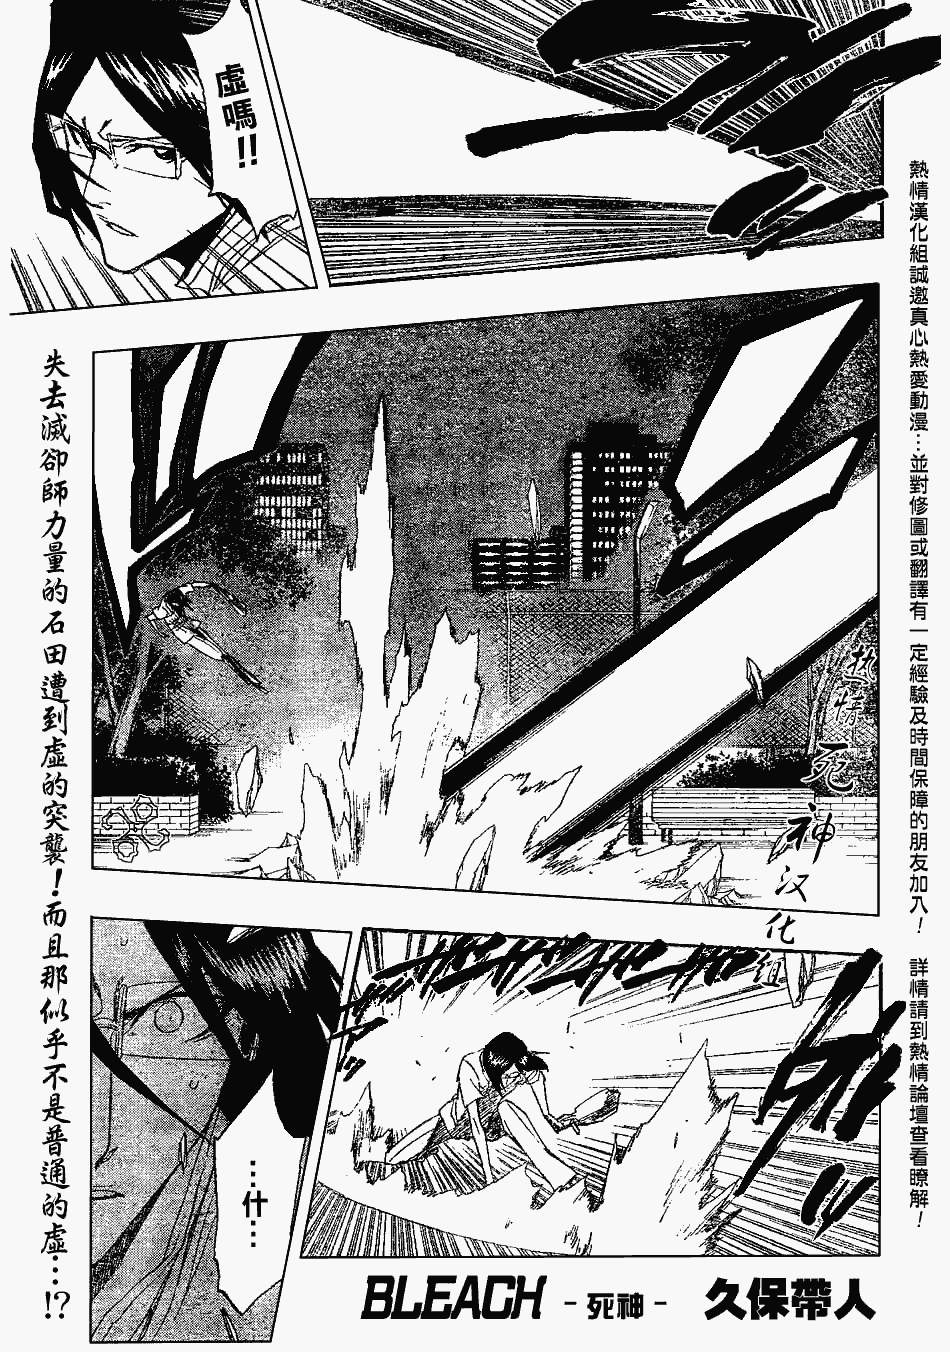 虛嗎!!
熱情漢化組誠邀真心熱愛動漫…並對修圖或翻譯有一定經驗及時間保障的朋友加入！ 詳情請到熱情論壇查看瞭解！
失去滅卻師力量的石田遭到虛的突襲！而且那似乎不是普通的虛…!?
热情死神汉化组
…什…
BLEACH -死神- 久保帶人